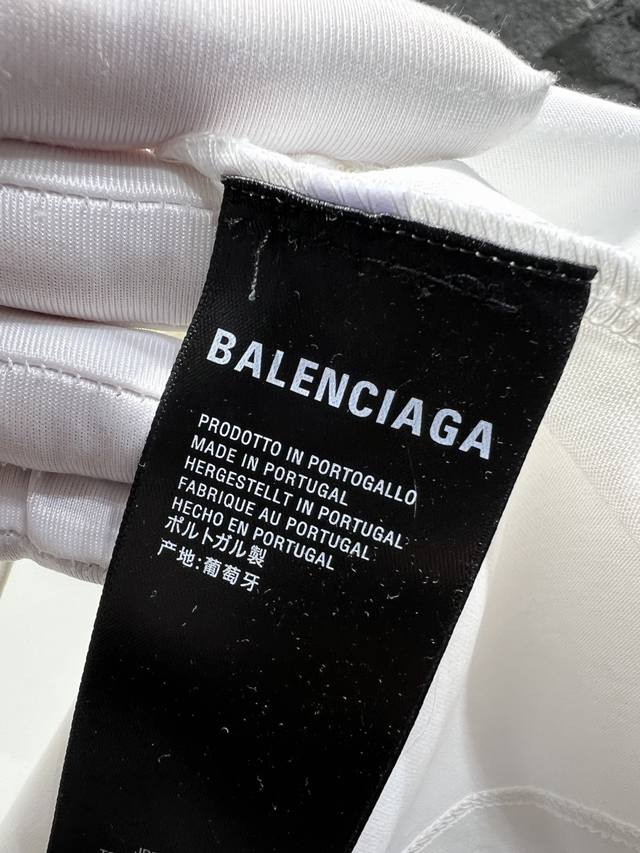 BALENCIAGA
PRODOTTO IN PORTOGALLO
MADE IN PORTUGAL
HERGESTELLT IN PORTUGAL
FABRIQUE AU PORTUGAL
HECHO EN PORTUGAL
ポルトガル製
产地:葡萄牙